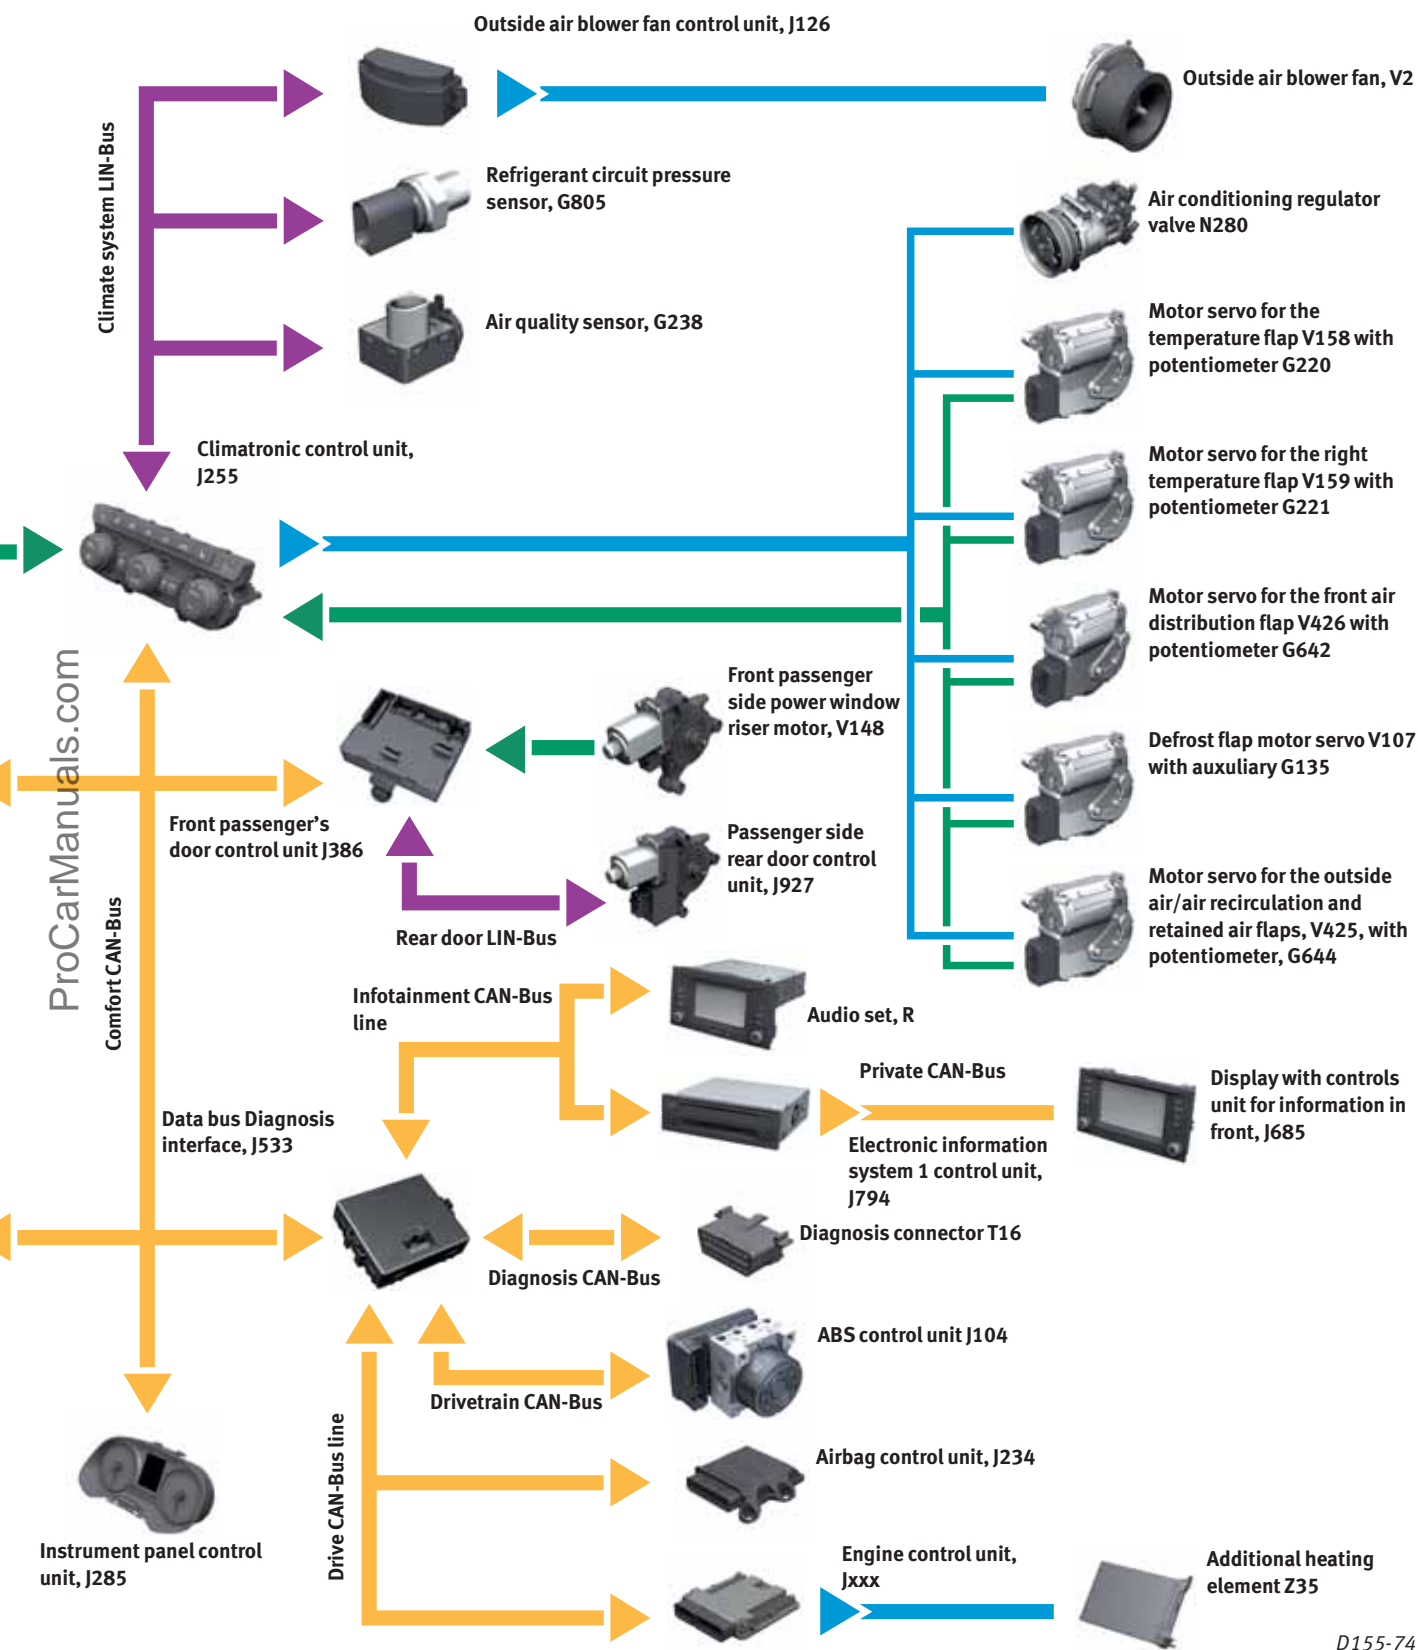 Outside air blower fan control unit, J126
Outside air blower fan, V2
Climate system LIN-Bus
Refrigerant circuit pressure
sensor, G805
Air conditioning regulator
valve N280
Air quality sensor, G238
Motor servo for the
temperature flap V158 with
potentiometer G220
Climatronic control unit,
J255
Motor servo for the right
temperature flap V159 with
potentiometer G221
Motor servo for the front air
distribution flap V426 with
potentiometer G642
ProCarManuals.com
Front passenger
side power window
riser motor, V148
Defrost flap motor servo V107
with auxuliary G135
Front passenger's
door control unit J386
Passenger side
rear door control
unit, J927
Motor servo for the outside
air/air recirculation and
retained air flaps, V425, with
potentiometer, G644
Rear door LIN-Bus
Comfort CAN-Bus
Infotainment CAN-Bus
line
Audio set, R
Private CAN-Bus
Display with controls
unit for information in
front, J685
Data bus Diagnosis
interface, J533
Electronic information
system 1 control unit,
J794
Diagnosis connector T16
Diagnosis CAN-Bus
ABS control unit J104
Drivetrain CAN-Bus
Drive CAN-Bus line
Airbag control unit, J234
Instrument panel control
unit, J285
Engine control unit,
Jxxx
Additional heating
element Z35
D155-74